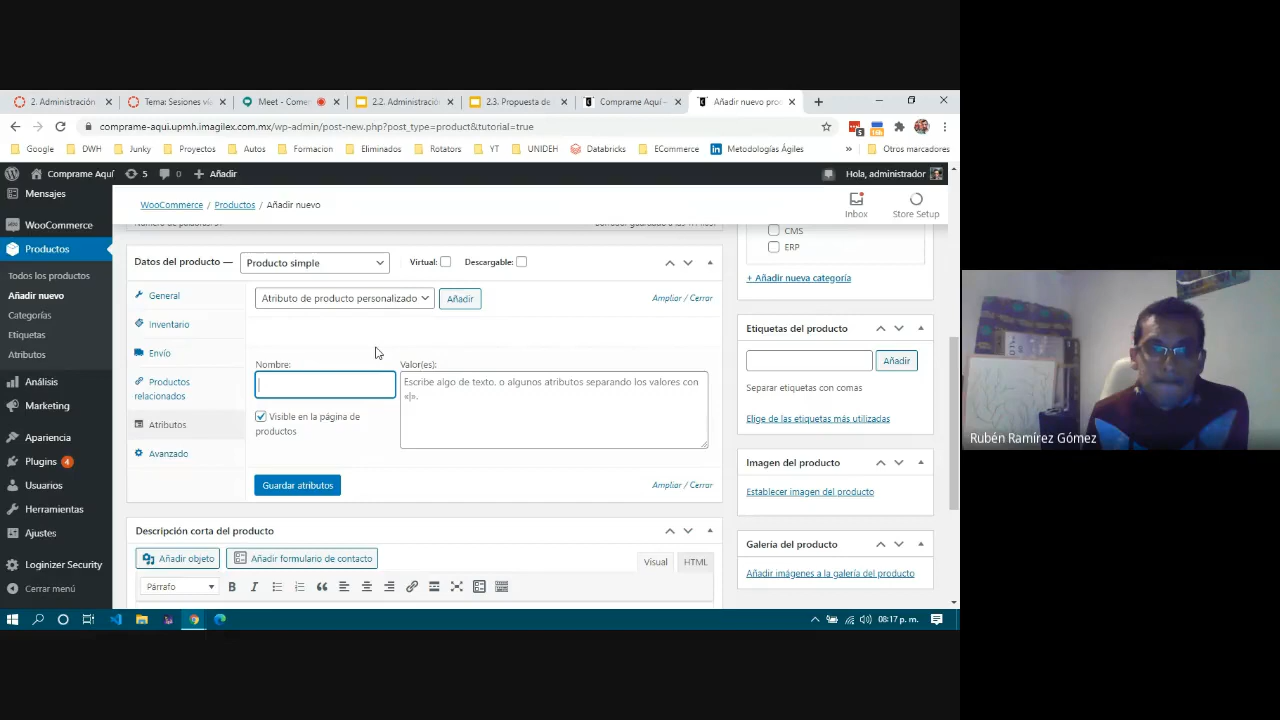 2. Administración
Tema: Sesiones ví
Meet - Come
2.2. Administració
2.3. Propuesta de
Comprame Aquí –
Añadir nuevo pro
comprame-aqui.upmh.imagilex.com.mx/wp-admin/post-new.php?post_type=product&tutorial=true
Google
DWH
Junky
Proyectos
Autos
Formacion
Eliminados
Rotators
YT
UNIDEH
Databricks
ECommerce
Metodologías Ágiles
»
Otros marcadores
Comprame Aquí
5
0
Añadir
Hola, administrador
Mensajes
WooCommerce
Productos
Todos los productos
Añadir nuevo
Categorías
Etiquetas
Atributos
Análisis
Marketing
Apariencia
Plugins 4
Usuarios
Herramientas
Ajustes
Loginizer Security
Cerrar menú
WooCommerce / Productos / Añadir nuevo
Inbox
Store Setup
Datos del producto —
Producto simple
Virtual:
Descargable:
General
Inventario
Envío
Productos
relacionados
Atributos
Avanzado
Atributo de producto personalizado
Añadir
Ampliar / Cerrar
Nombre:
Valor(es):
Escribe algo de texto. o algunos atributos separando los valores con
«|».
Visible en la página de
productos
Guardar atributos
Ampliar / Cerrar
Descripción corta del producto
Añadir objeto
Añadir formulario de contacto
Visual
HTML
Párrafo
B
I
CMS
ERP
+ Añadir nueva categoría
Etiquetas del producto
Añadir
Separar etiquetas con comas
Elige de las etiquetas más utilizadas
Imagen del producto
Establecer imagen del producto
Galería del producto
Añadir imágenes a la galería del producto
08:17 p. m.
Rubén Ramírez Gómez